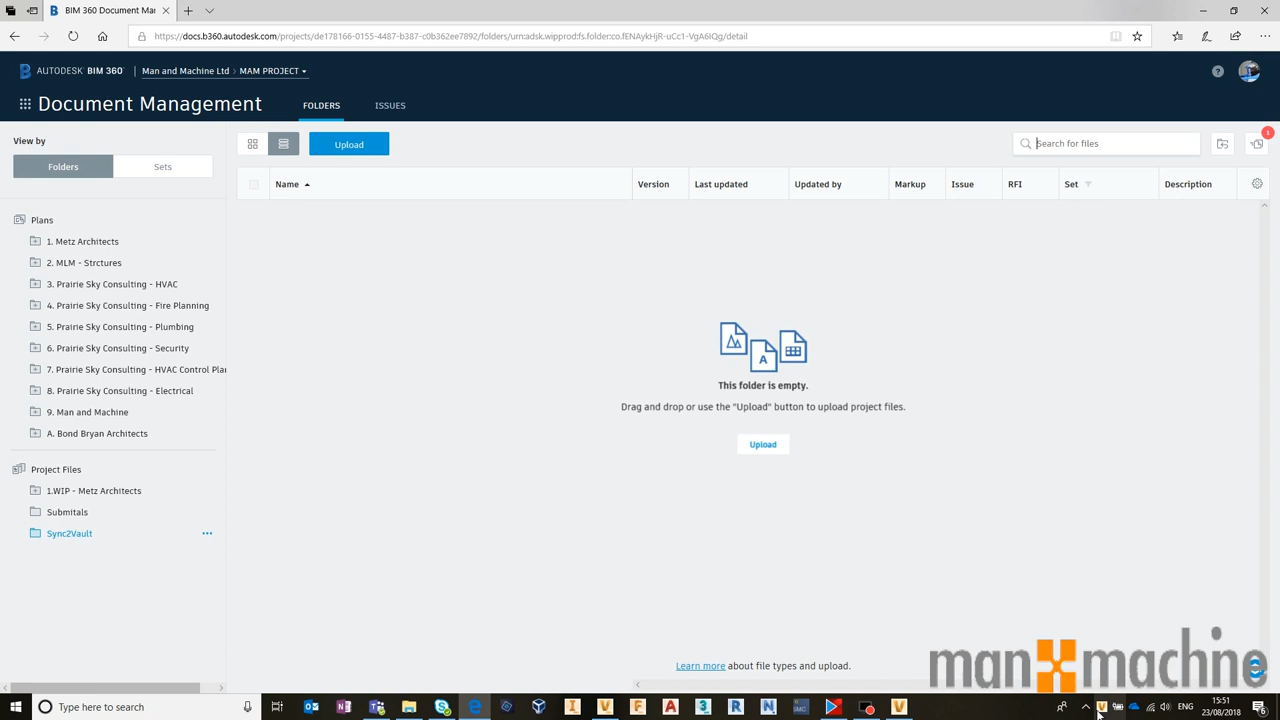 BIM 360 Document Mai
https://docs.b360.autodesk.com/projects/de178166-0155-4487-b387-c0b362ee7892/folders/urn:adsk.wipprod:fs.folder:co.fENAykHjR-uCc1-VgA6IQg/detail
AUTODESK BIM 360 Man and Machine Ltd > MAM PROJECT
Document Management FOLDERS ISSUES
View by
Folders Sets
Upload
Search for files
1
Name Version Last updated Updated by Markup Issue RFI Set Description
Plans
1. Metz Architects
2. MLM - Strctures
3. Prairie Sky Consulting - HVAC
4. Prairie Sky Consulting - Fire Planning
5. Prairie Sky Consulting - Plumbing
6. Prairie Sky Consulting - Security
7. Prairie Sky Consulting - HVAC Control Plan
8. Prairie Sky Consulting - Electrical
9. Man and Machine
A. Bond Bryan Architects
Project Files
1.WIP - Metz Architects
Submitals
Sync2Vault
This folder is empty.
Drag and drop or use the "Upload" button to upload project files.
Upload
Learn more about file types and upload.
man machine
Type here to search
ENG
15:51
23/08/2018